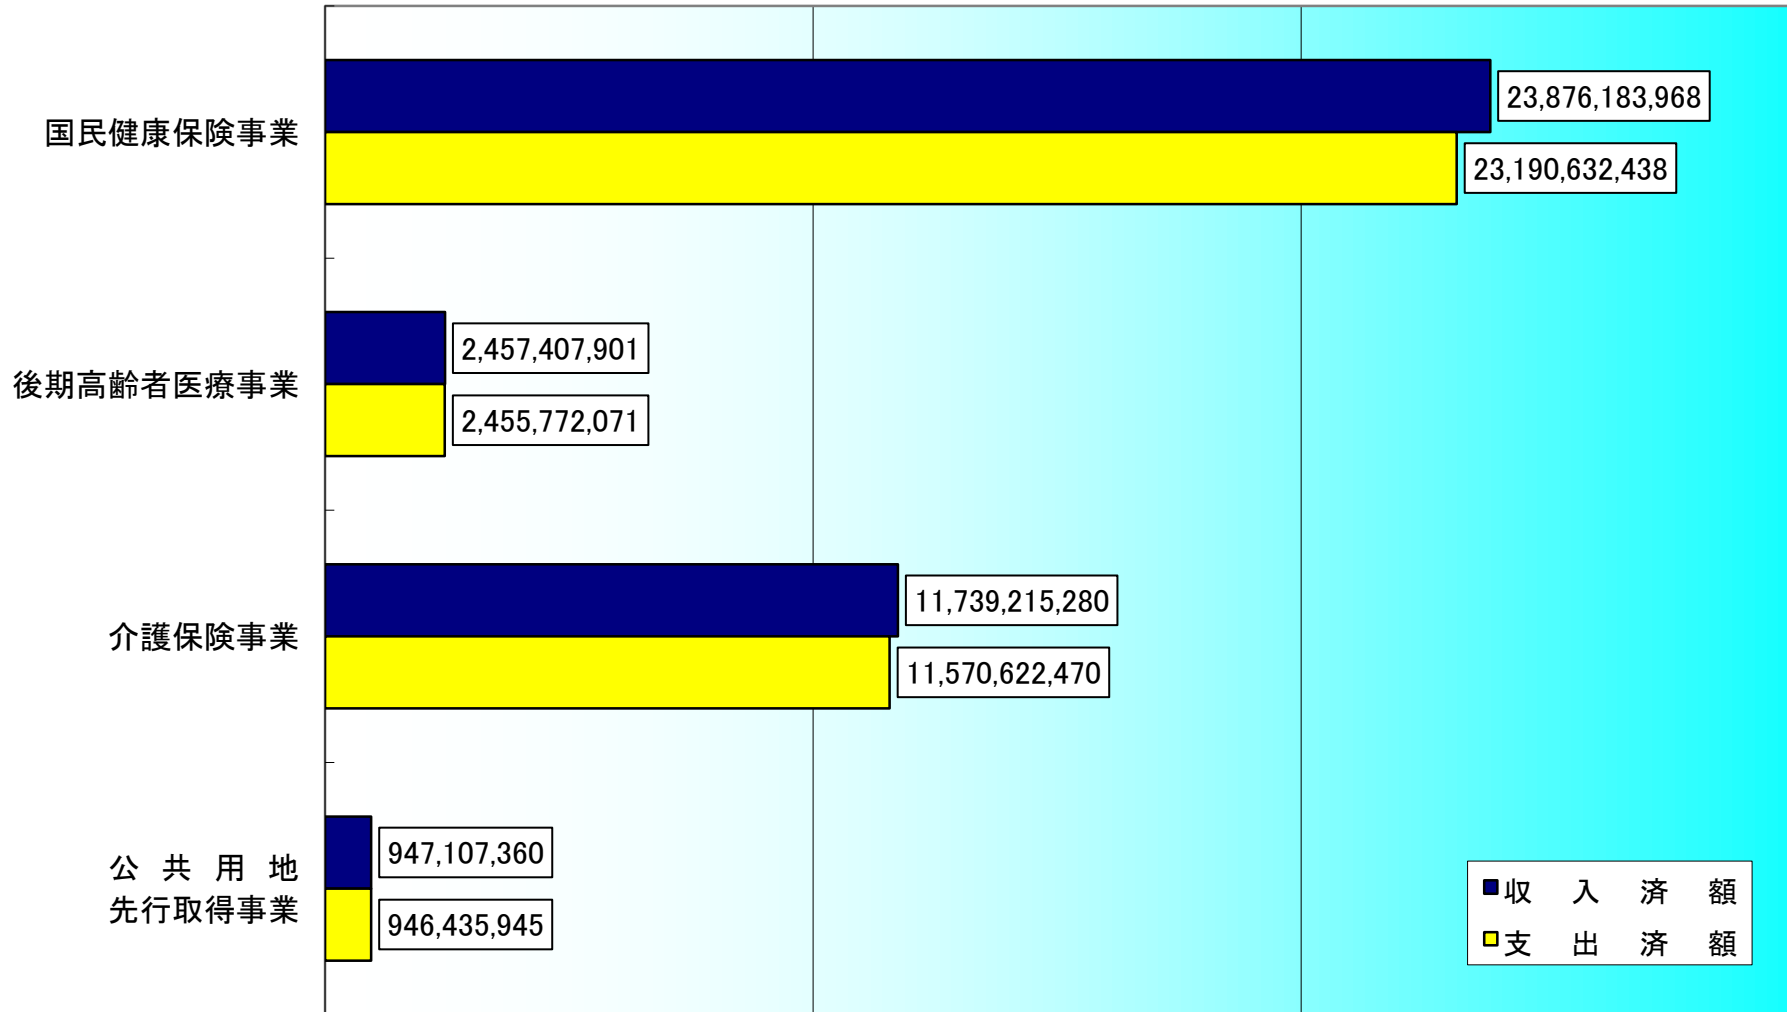 国民健康保険事業
23,876,183,968
23,190,632,438
後期高齢者医療事業
2,457,407,901
2,455,772,071
介護保険事業
11,739,215,280
11,570,622,470
公共用地
先行取得事業
947,107,360
946,435,945
収入済額
支出済額